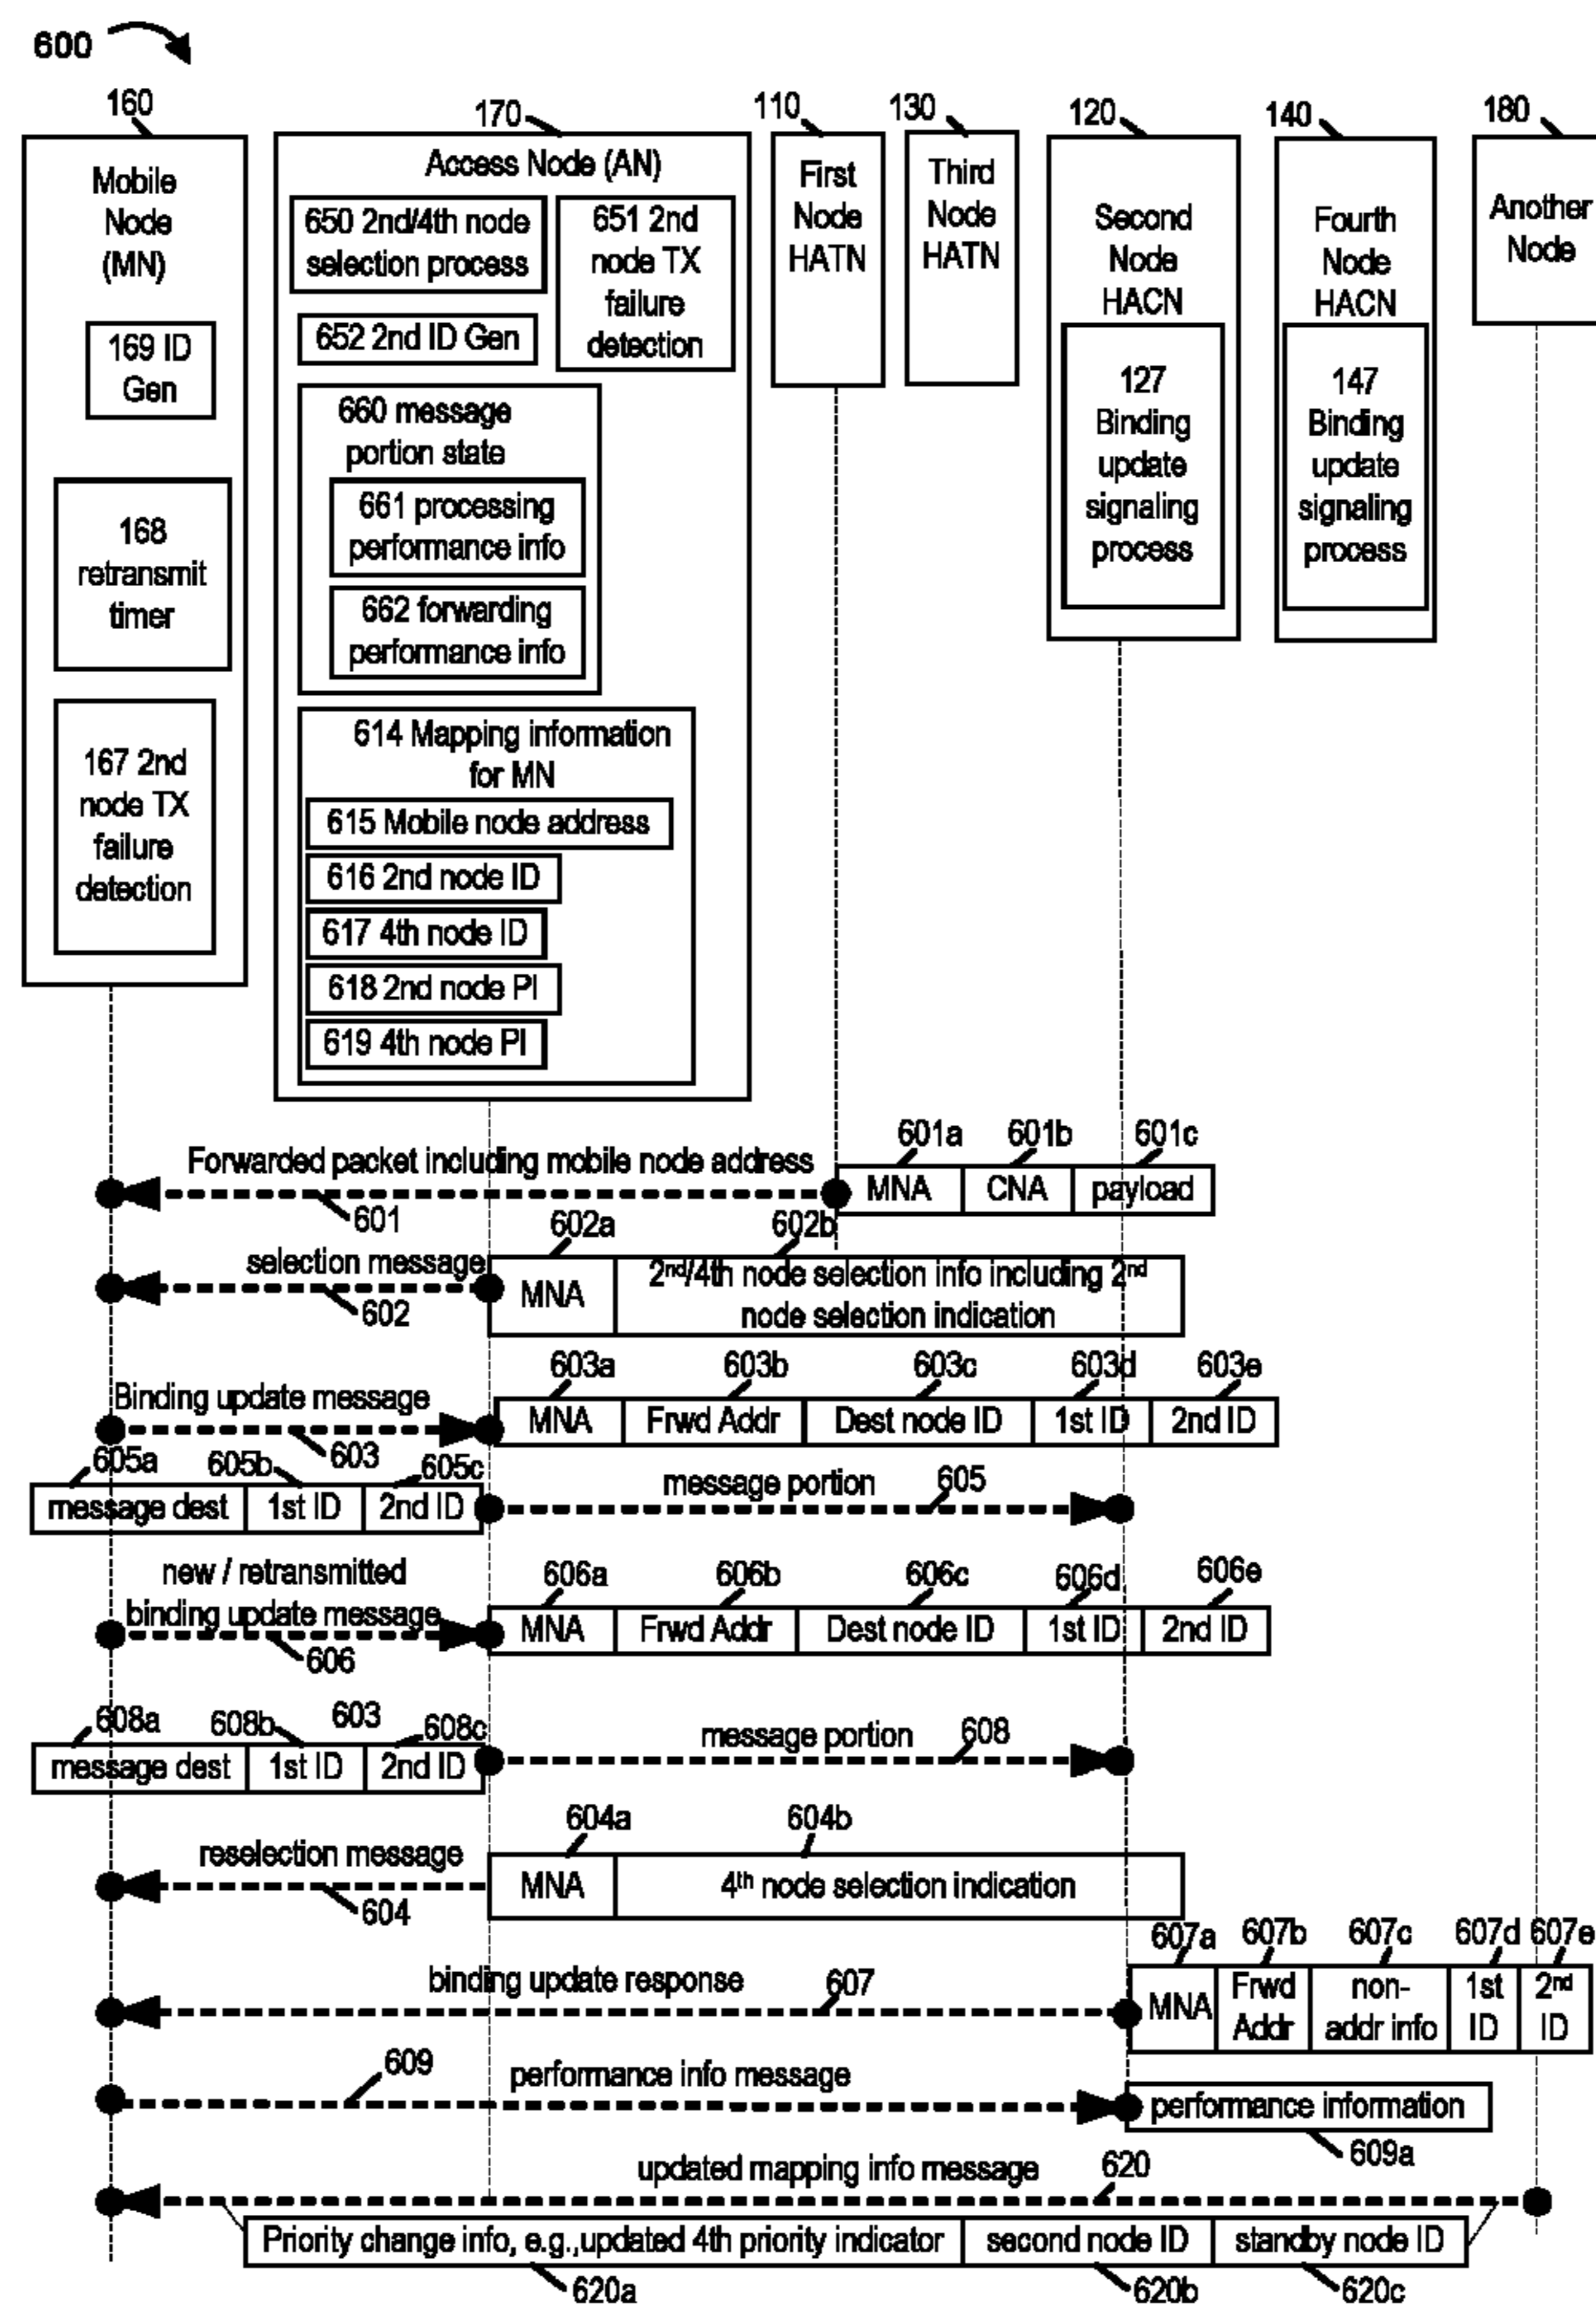 600
160
170
110
130
120
140
180
Mobile
Node
(MN)
169 ID
Gen
168
retransmit
timer
167 2nd
node TX
failure
detection
Access Node (AN)
650 2nd/4th node
selection process
651 2nd
node TX
failure
detection
652 2nd ID Gen
660 message
portion state
661 processing
performance info
662 forwarding
performance info
614 Mapping information
for MN
615 Mobile node address
616 2nd node ID
617 4th node ID
618 2nd node PI
619 4th node PI
First
Node
HATN
Third
Node
HATN
Second
Node
HACN
127
Binding
update
signaling
process
Fourth
Node
HACN
147
Binding
update
signaling
process
Another
Node
601a 601b 601c
Forwarded packet including mobile node address
MNA CNA payload
601
602a 602b
selection message
MNA
2nd/4th node selection info including 2nd
node selection indication
602
603a 603b 603c 603d 603e
Binding update message
MNA Frwd Addr Dest node ID 1st ID 2nd ID
603
605a 605b 605c
message dest 1st ID 2nd ID
message portion 605
new / retransmitted
binding update message
606a 606b 606c 606d 606e
MNA Frwd Addr Dest node ID 1st ID 2nd ID
606
608a 608b 603 608c
message dest 1st ID 2nd ID
message portion 608
604a 604b
reselection message
MNA 4th node selection indication
604
607a 607b 607c 607d 607e
binding update response 607
MNA
Frwd
Addr
non-
addr info
1st
ID
2nd
ID
609
performance info message
performance information
609a
updated mapping info message 620
Priority change info, e.g.,updated 4th priority indicator second node ID standby node ID
620a 620b 620c